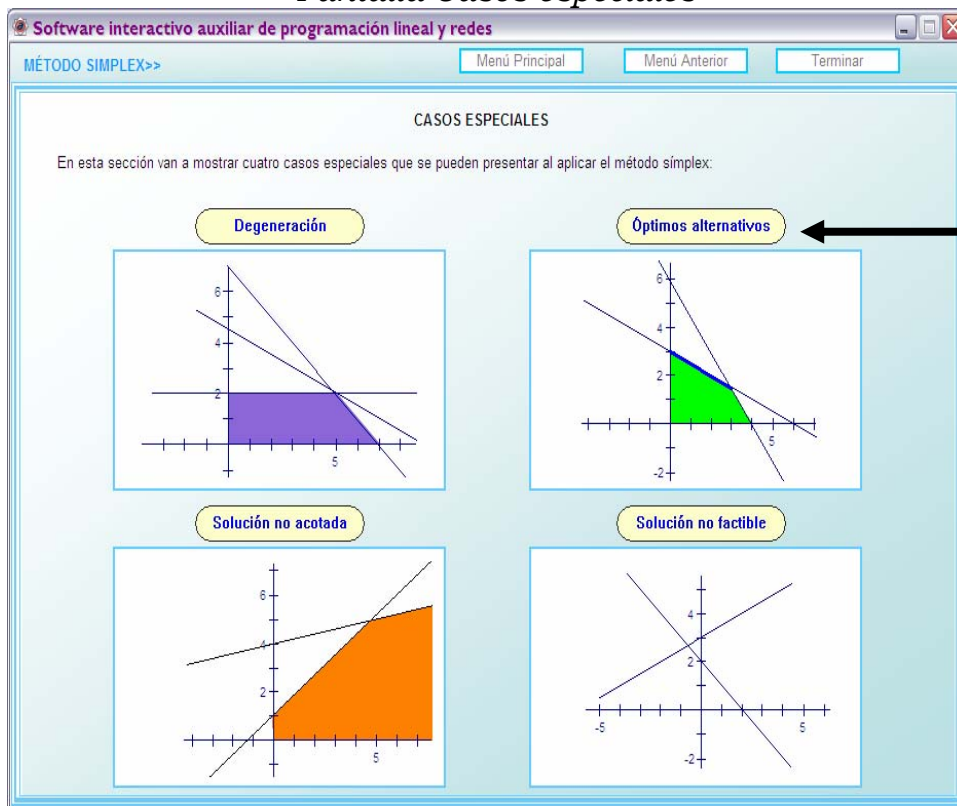 Pantalla Casos especiales
Software interactivo auxiliar de programación lineal y redes
MÉTODO SIMPLEX>>
Menú Principal
Menú Anterior
Terminar
CASOS ESPECIALES
En esta sección van a mostrar cuatro casos especiales que se pueden presentar al aplicar el método símplex:
Degeneración
Óptimos alternativos
6
4
2
5
6
4
2
5
-2
Solución no acotada
Solución no factible
6
4
2
5
4
2
-5
5
-2